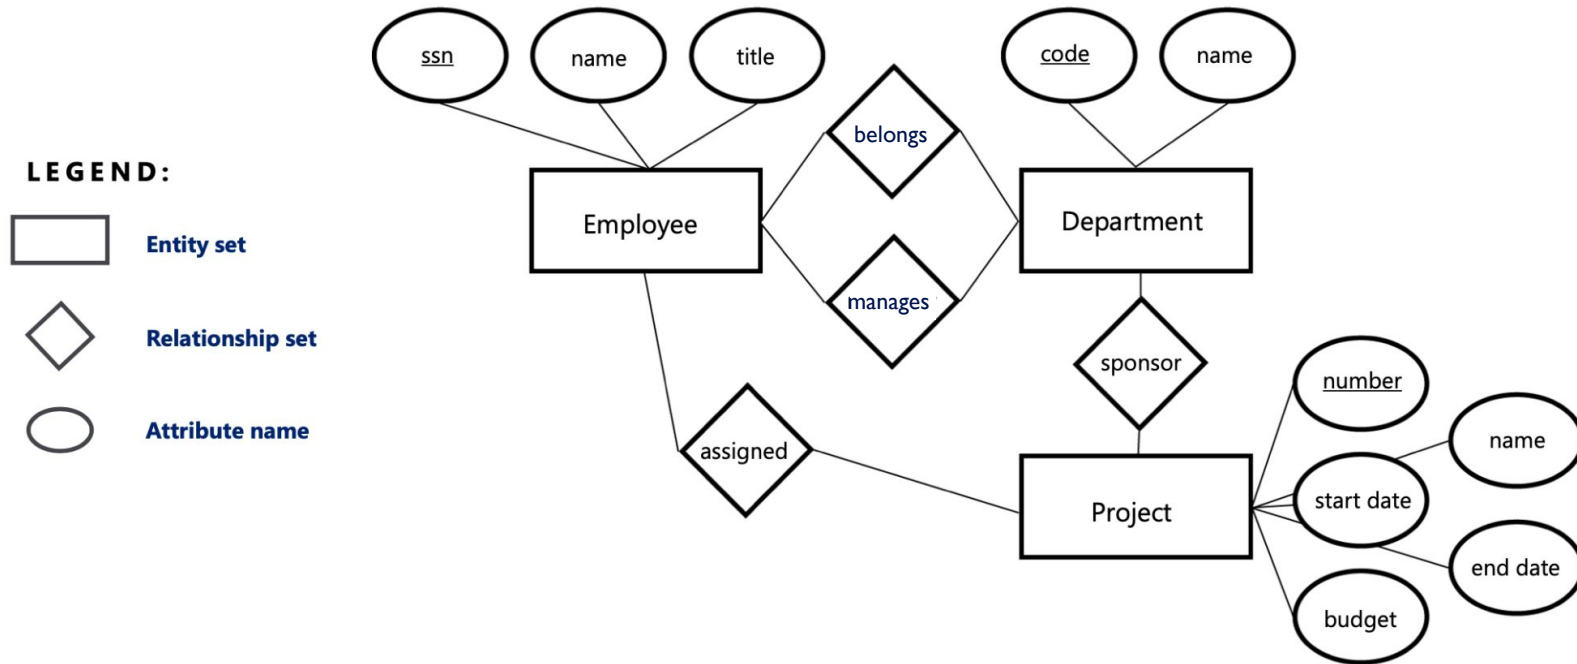 ssn
name
title
code
name
belongs
LEGEND:
Employee
Department
Entity set
manages
Relationship set
sponsor
number
Attribute name
assigned
name
start date
Project
end date
budget